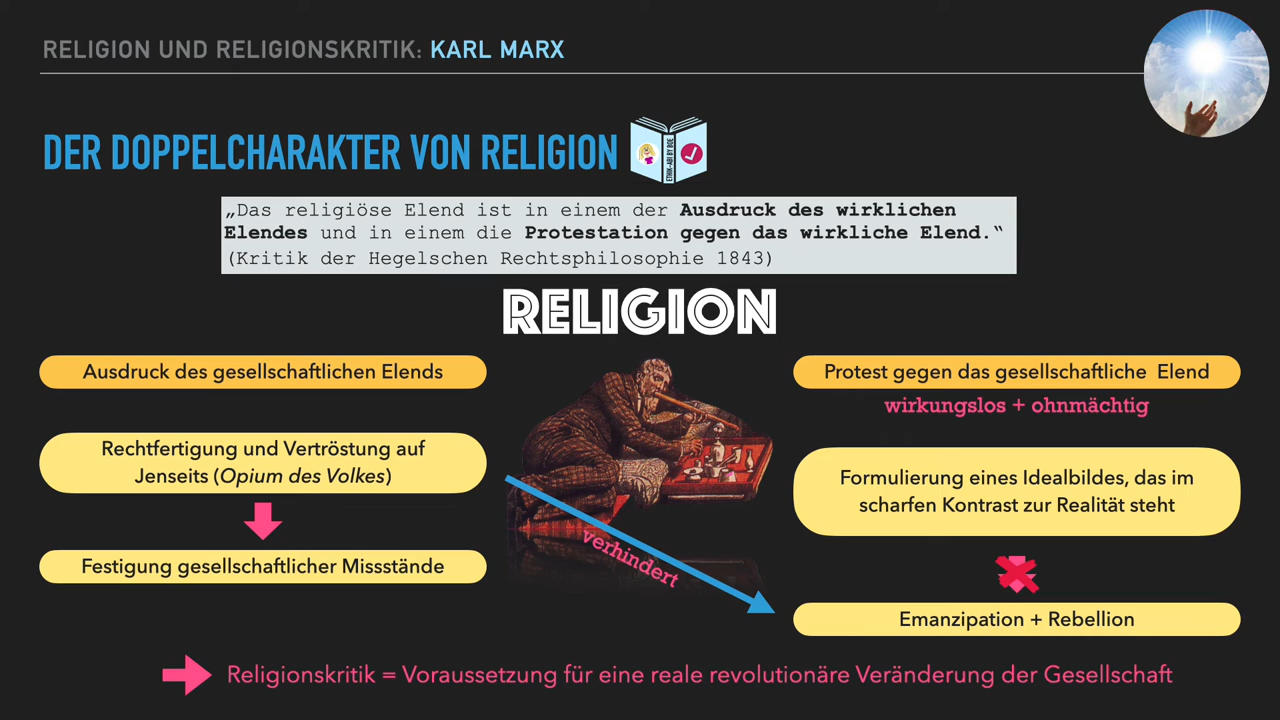 RELIGION UND RELIGIONSKRITIK: KARL MARX
DER DOPPELCHARAKTER VON RELIGION
ETHIK-ABI BY BOE
„Das religiöse Elend ist in einem der Ausdruck des wirklichen
Elendes und in einem die Protestation gegen das wirkliche Elend.“
(Kritik der Hegelschen Rechtsphilosophie 1843)
RELIGION
Ausdruck des gesellschaftlichen Elends
Rechtfertigung und Vertröstung auf
Jenseits (Opium des Volkes)
Festigung gesellschaftlicher Missstände
verhindert
Protest gegen das gesellschaftliche Elend
wirkungslos + ohnmächtig
Formulierung eines Idealbildes, das im
scharfen Kontrast zur Realität steht
Emanzipation + Rebellion
Religionskritik = Voraussetzung für eine reale revolutionäre Veränderung der Gesellschaft